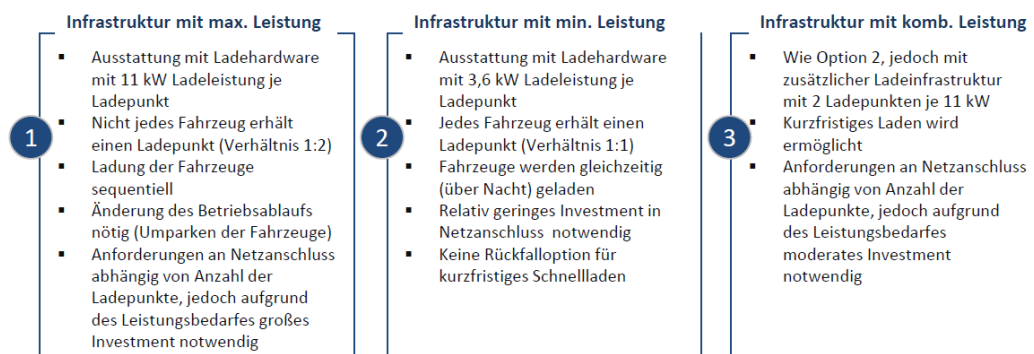 Infrastruktur mit max. Leistung
1
▪ Ausstattung mit Ladehardware
mit 11 kW Ladeleistung je
Ladepunkt
▪ Nicht jedes Fahrzeug erhält
einen Ladepunkt (Verhältnis 1:2)
▪ Ladung der Fahrzeuge
sequentiell
▪ Änderung des Betriebsablaufs
nötig (Umparken der Fahrzeuge)
▪ Anforderungen an Netzanschluss
abhängig von Anzahl der
Ladepunkte, jedoch aufgrund
des Leistungsbedarfes großes
Investment notwendig
Infrastruktur mit min. Leistung
2
▪ Ausstattung mit Ladehardware
mit 3,6 kW Ladeleistung je
Ladepunkt
▪ Jedes Fahrzeug erhält einen
Ladepunkt (Verhältnis 1:1)
▪ Fahrzeuge werden gleichzeitig
(über Nacht) geladen
▪ Relativ geringes Investment in
Netzanschluss notwendig
▪ Keine Rückfalloption für
kurzfristiges Schnellladen
Infrastruktur mit komb. Leistung
3
▪ Wie Option 2, jedoch mit
zusätzlicher Ladeinfrastruktur
mit 2 Ladepunkten je 11 kW
▪ Kurzfristiges Laden wird
ermöglicht
▪ Anforderungen an Netzanschluss
abhängig von Anzahl der
Ladepunkte, jedoch aufgrund
des Leistungsbedarfes
moderates Investment
notwendig